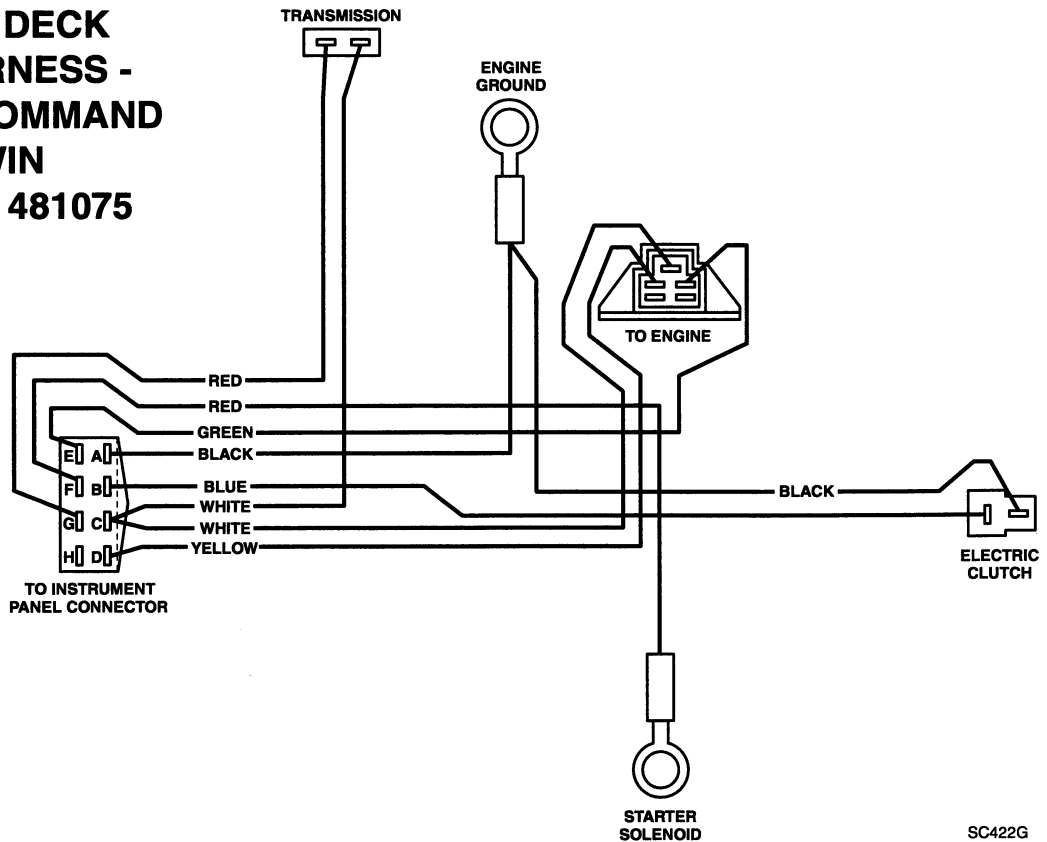 DECK
RNESS -
OMMAND
WIN
481075
TRANSMISSION
ENGINE
GROUND
TO ENGINE
RED
RED
GREEN
BLACK
BLUE
WHITE
WHITE
YELLOW
E A
F B
G C
H D
TO INSTRUMENT
PANEL CONNECTOR
BLACK
ELECTRIC
CLUTCH
STARTER
SOLENOID
SC422G